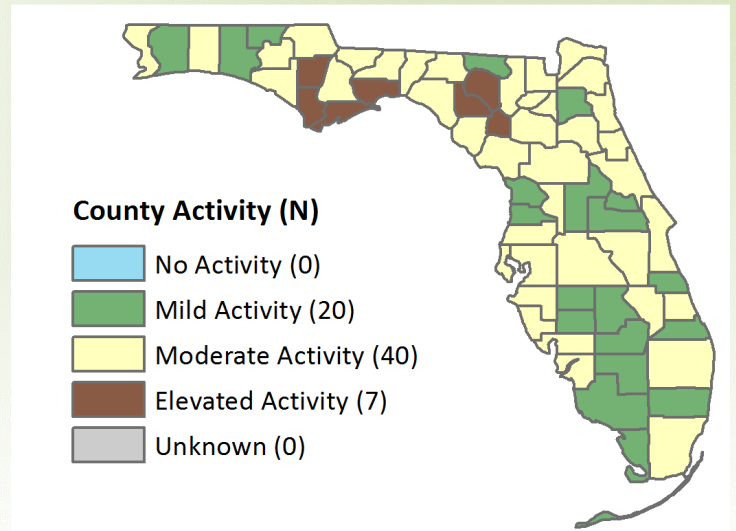 County Activity (N)
No Activity (0)
Mild Activity (20)
Moderate Activity (40)
Elevated Activity (7)
Unknown (0)